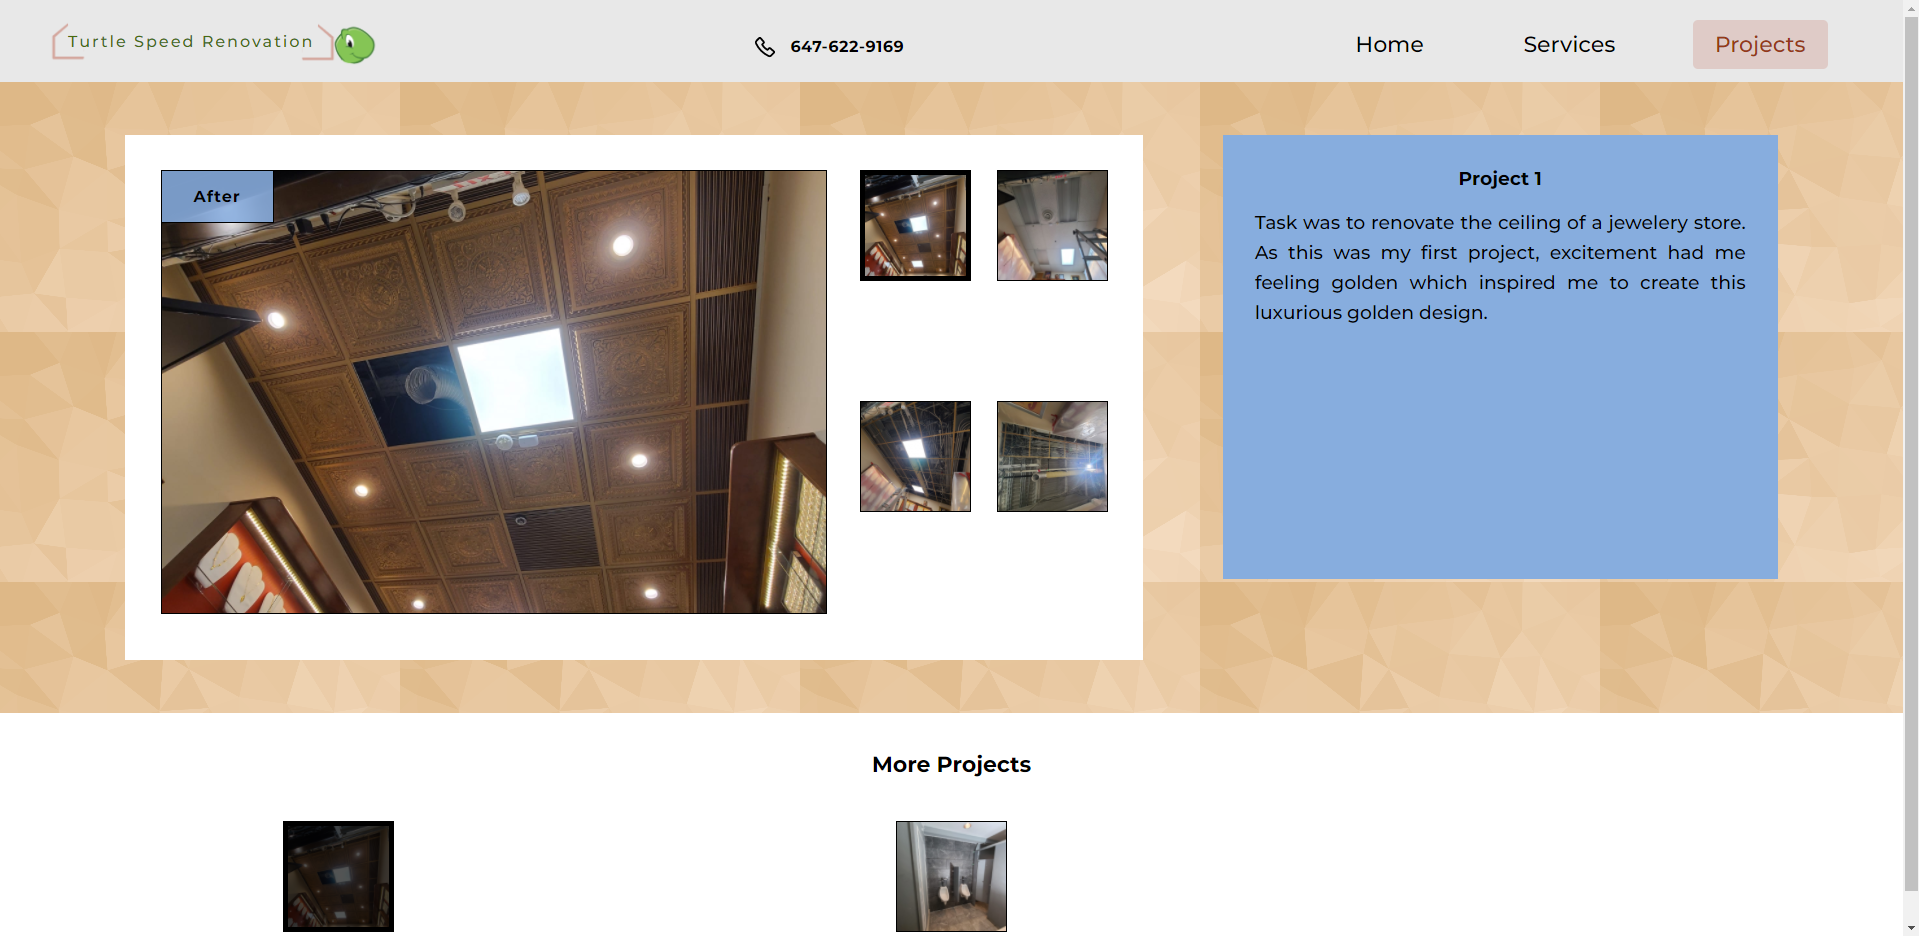 Turtle Speed Renovation
647-622-9169
Home
Services
Projects
After
Project 1
Task was to renovate the ceiling of a jewelery store.
As this was my first project, excitement had me
feeling golden which inspired me to create this
luxurious golden design.
More Projects